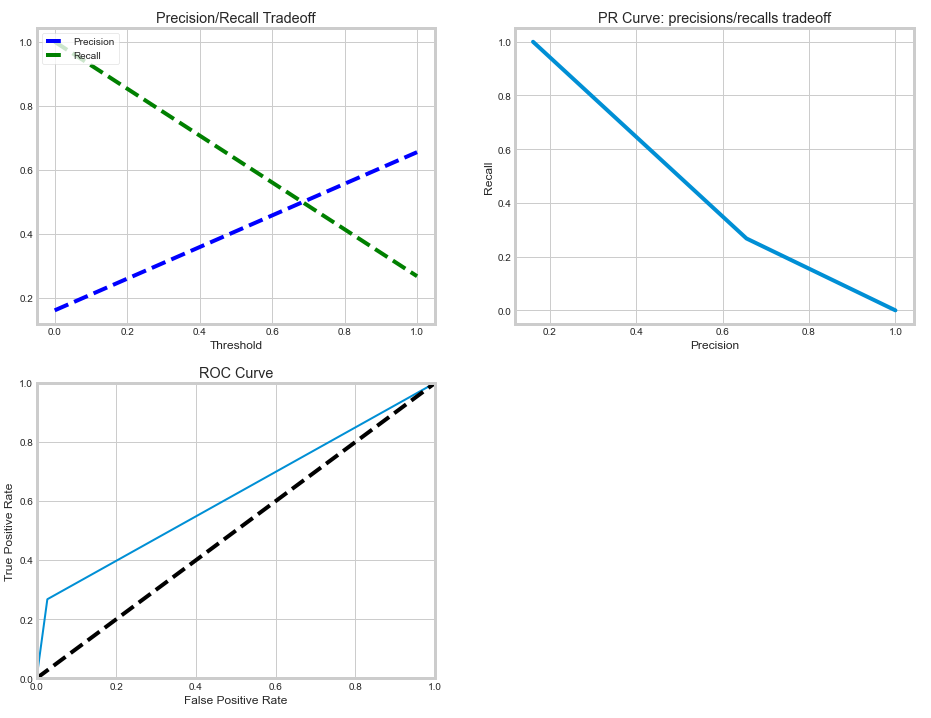 Precision/Recall Tradeoff
1.0
0.8
0.6
0.4
0.2
Precision
Recall
0.0 0.2 0.4 0.6 0.8 1.0
Threshold
PR Curve: precisions/recalls tradeoff
Recall
1.0
0.8
0.6
0.4
0.2
0.0
0.2 0.4 0.6 0.8 1.0
Precision
ROC Curve
True Positive Rate
1.0
0.8
0.6
0.4
0.2
0.0
0.0 0.2 0.4 0.6 0.8 1.0
False Positive Rate